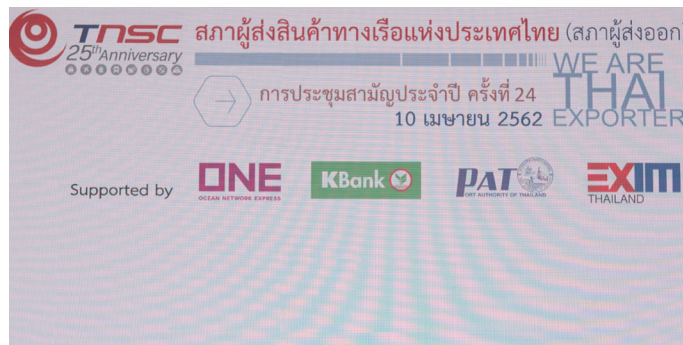 TNSC
25th Anniversary
สภาผู้ส่งสินค้าทางเรือแห่งประเทศไทย (สภาผู้ส่งออก
WE ARE
THAI
EXPORTER
การประชุมสามัญประจำปี ครั้งที่ 24
10 เมษายน 2562
Supported by
ONE
OCEAN NETWORK EXPRESS
KBank
PAT
PORT AUTHORITY OF THAILAND
EXIM
THAILAND